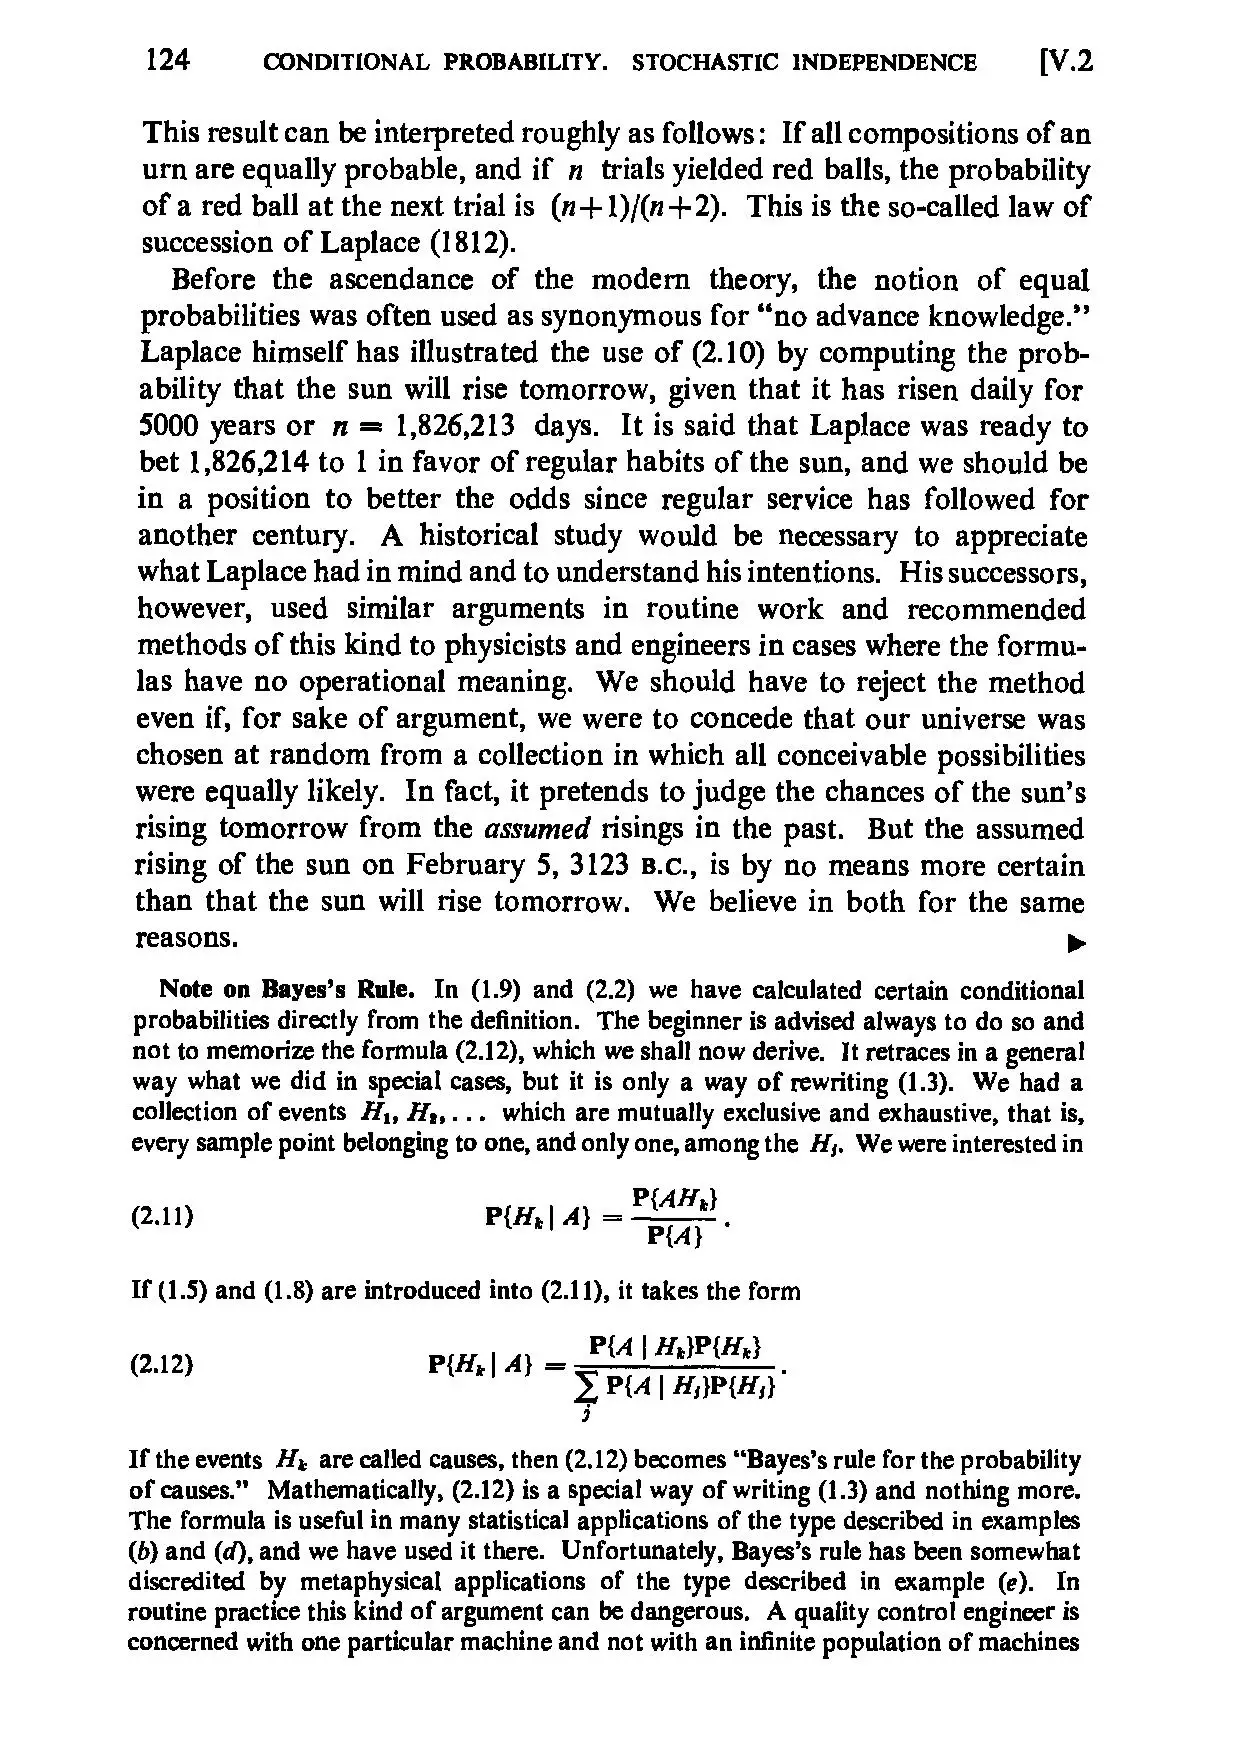 124 CONDITIONAL PROBABILITY. STOCHASTIC INDEPENDENCE [V.2
This result can be interpreted roughly as follows: If all compositions of an
urn are equally probable, and if n trials yielded red balls, the probability
of a red ball at the next trial is (n+1)/(n+2). This is the so-called law of
succession of Laplace (1812).
Before the ascendance of the modern theory, the notion of equal
probabilities was often used as synonymous for “no advance knowledge.”
Laplace himself has illustrated the use of (2.10) by computing the prob-
ability that the sun will rise tomorrow, given that it has risen daily for
5000 years or n = 1,826,213 days. It is said that Laplace was ready to
bet 1,826,214 to 1 in favor of regular habits of the sun, and we should be
in a position to better the odds since regular service has followed for
another century. A historical study would be necessary to appreciate
what Laplace had in mind and to understand his intentions. His successors,
however, used similar arguments in routine work and recommended
methods of this kind to physicists and engineers in cases where the formu-
las have no operational meaning. We should have to reject the method
even if, for sake of argument, we were to concede that our universe was
chosen at random from a collection in which all conceivable possibilities
were equally likely. In fact, it pretends to judge the chances of the sun’s
rising tomorrow from the assumed risings in the past. But the assumed
rising of the sun on February 5, 3123 B.C., is by no means more certain
than that the sun will rise tomorrow. We believe in both for the same
reasons. ►
Note on Bayes’s Rule. In (1.9) and (2.2) we have calculated certain conditional
probabilities directly from the definition. The beginner is advised always to do so and
not to memorize the formula (2.12), which we shall now derive. It retraces in a general
way what we did in special cases, but it is only a way of rewriting (1.3). We had a
collection of events H₁, H₂, . . . which are mutually exclusive and exhaustive, that is,
every sample point belonging to one, and only one, among the Hⱼ. We were interested in
(2.11) P{Hₖ | A} = P{AHₖ} / P{A} .
If (1.5) and (1.8) are introduced into (2.11), it takes the form
(2.12) P{Hₖ | A} = P{A | Hₖ}P{Hₖ} / ∑ⱼ P{A | Hⱼ}P{Hⱼ} .
If the events Hₖ are called causes, then (2.12) becomes “Bayes’s rule for the probability
of causes.” Mathematically, (2.12) is a special way of writing (1.3) and nothing more.
The formula is useful in many statistical applications of the type described in examples
(b) and (d), and we have used it there. Unfortunately, Bayes’s rule has been somewhat
discredited by metaphysical applications of the type described in example (e). In
routine practice this kind of argument can be dangerous. A quality control engineer is
concerned with one particular machine and not with an infinite population of machines